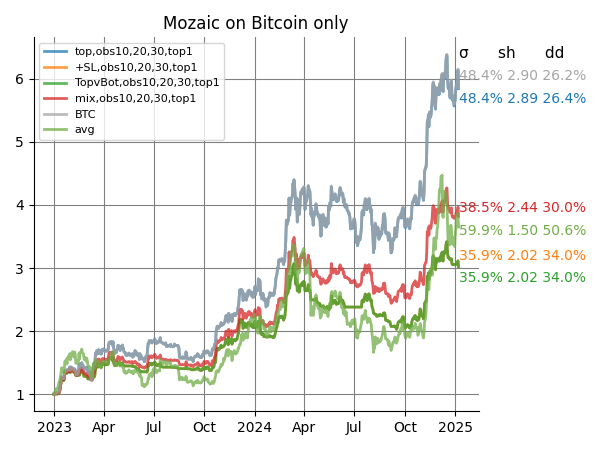 Mozaic on Bitcoin only
top,obs10,20,30,top1
+SL,obs10,20,30,top1
TopvBot,obs10,20,30,top1
mix,obs10,20,30,top1
BTC
avg
σ sh dd
48.4% 2.90 26.2%
48.4% 2.89 26.4%
38.5% 2.44 30.0%
59.9% 1.50 50.6%
35.9% 2.02 34.0%
35.9% 2.02 34.0%
6
5
4
3
2
1
2023 Apr Jul Oct 2024 Apr Jul Oct 2025